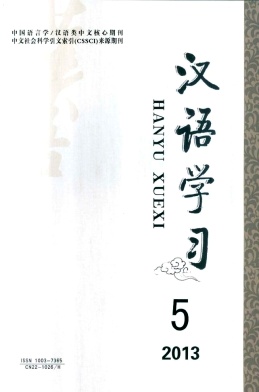 中国语言学/汉语类中文核心期刊
中文社会科学引文索引(CSSCI)来源期刊
汉语学习
HANYU XUEXI
5
2013
ISSN 1003-7365
CN22-1026/H